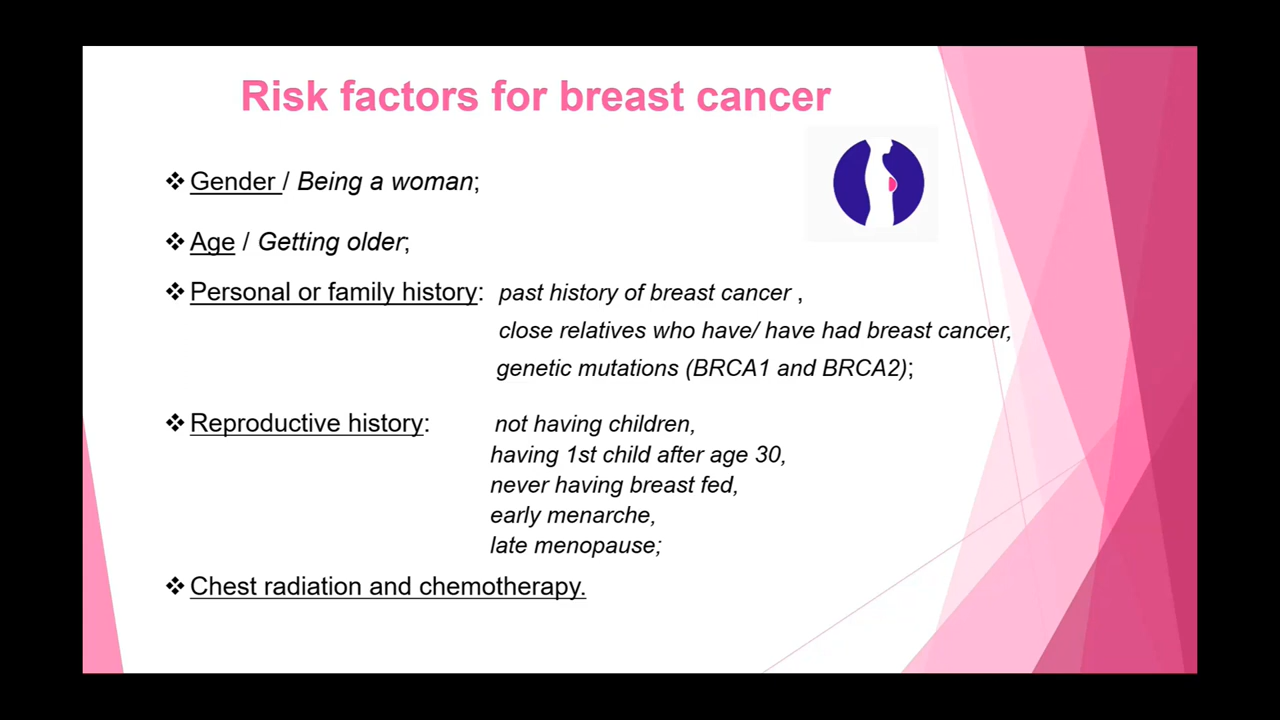 Risk factors for breast cancer
❖ Gender / Being a woman;
❖ Age / Getting older;
❖ Personal or family history: past history of breast cancer ,
close relatives who have/ have had breast cancer,
genetic mutations (BRCA1 and BRCA2);
❖ Reproductive history: not having children,
having 1st child after age 30,
never having breast fed,
early menarche,
late menopause;
❖ Chest radiation and chemotherapy.